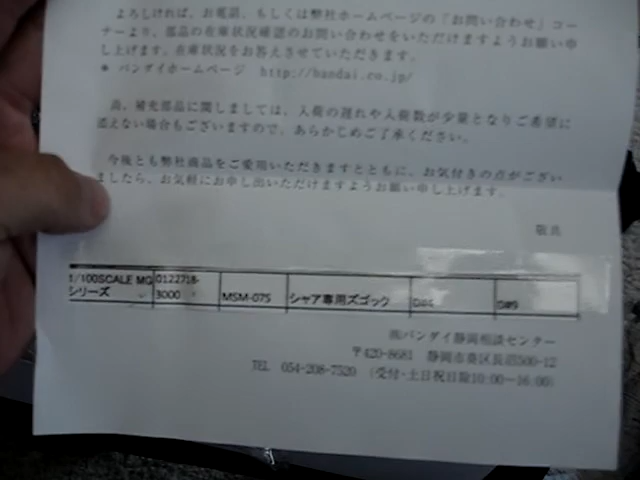 よろしければ、お電話、もしくは弊社ホームページの「お問い合わせ」コー
ナーより、部品の在庫状況確認のお問い合わせをいただけますようお願い申
し上げます。在庫状況をお答えさせていただきます。
* バンダイホームページ http://bandai.co.jp/
尚、補充部品に関しましては、入荷の遅れや入荷数が少量となりご希望に
添えない場合もございますので、あらかじめご了承ください。
今後とも弊社商品をご愛用いただきますとともに、お気付きの点がござい
ましたら、お気軽にお申し出いただけますようお願い申し上げます。
敬具
1/100SCALE MG シリーズ 0122718-3000 MSM-07S シャア専用ズゴック
㈱バンダイ静岡相談センター
〒420-8681 静岡市葵区長沼500-12
TEL 054-208-7520 (受付・土日祝日除10:00～16:00)